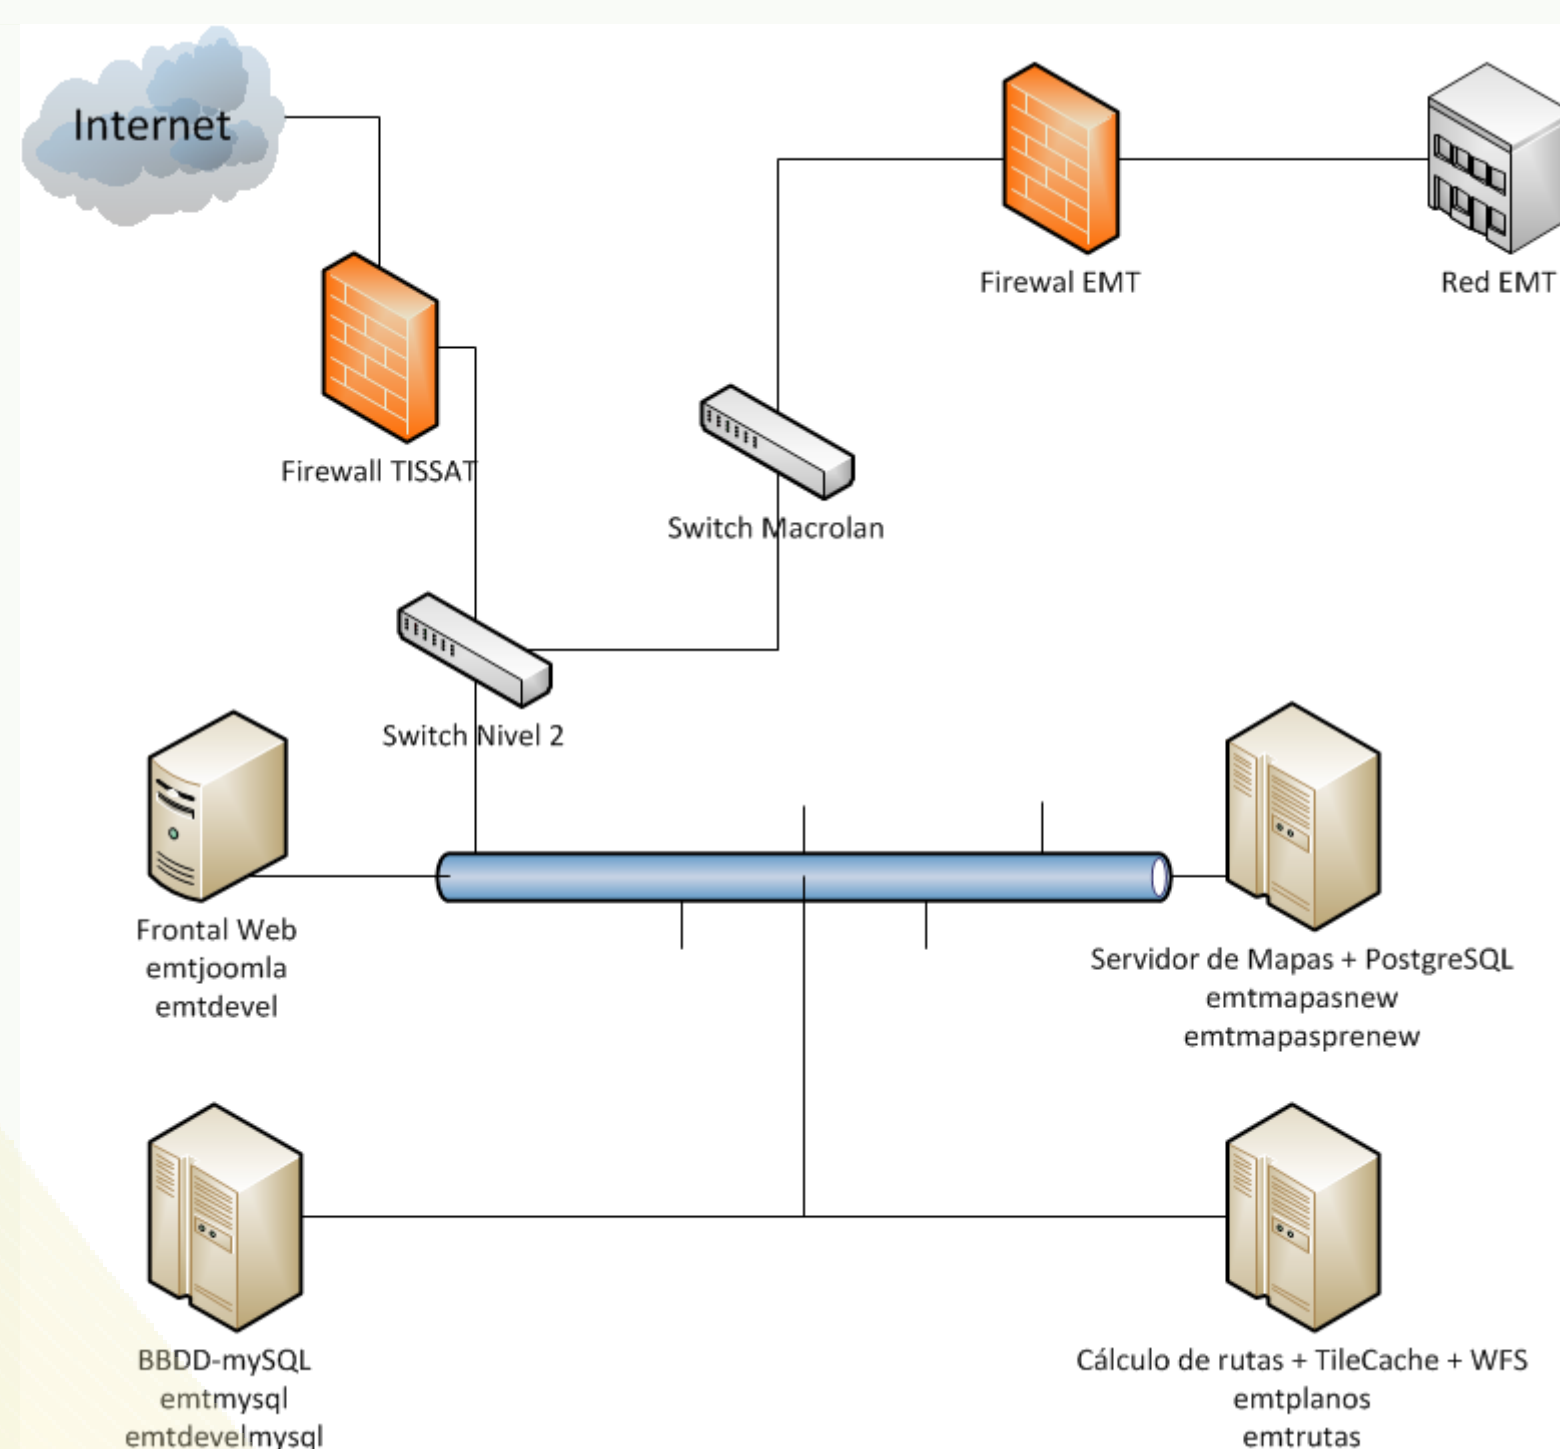 Internet
Firewal EMT
Red EMT
Firewall TISSAT
Switch Macrolan
Switch Nivel 2
Frontal Web
emtjoomla
emtdevel
Servidor de Mapas + PostgreSQL
emtmapasnew
emtmapasprenew
BBDD-mySQL
emtmysql
emtdevelmysql
Cálculo de rutas + TileCache + WFS
emtplanos
emtrutas